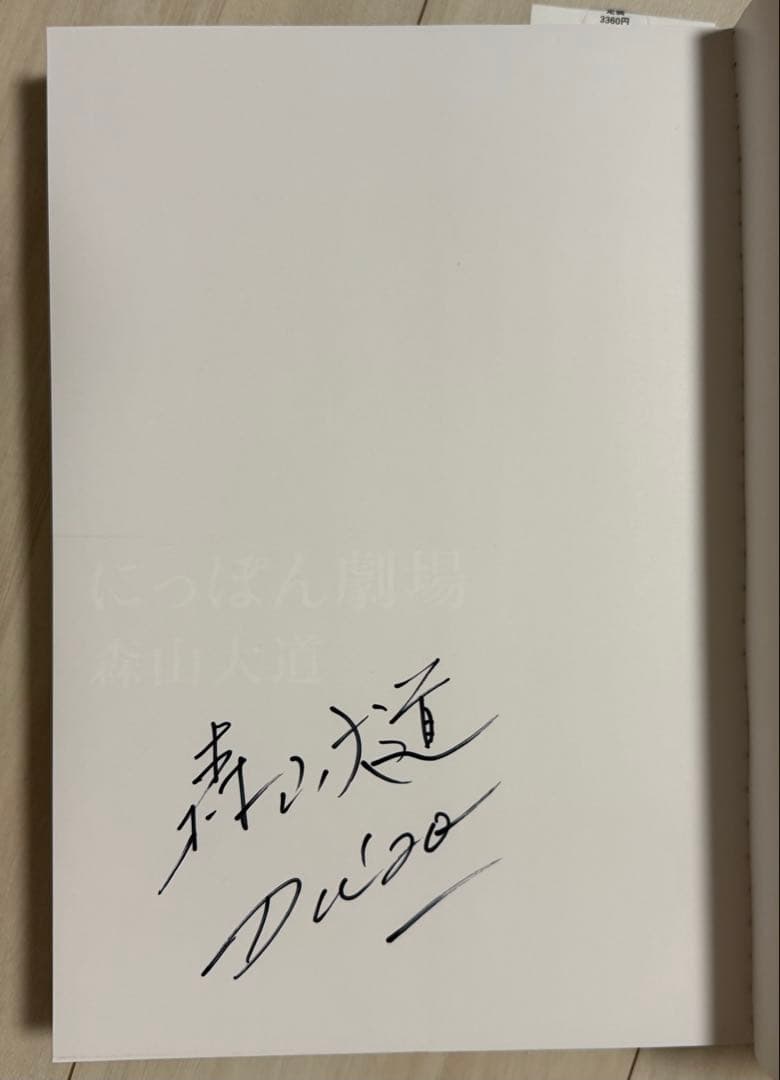 定価
3360円
にっぽん劇場
森山大道
森山大道
Daido